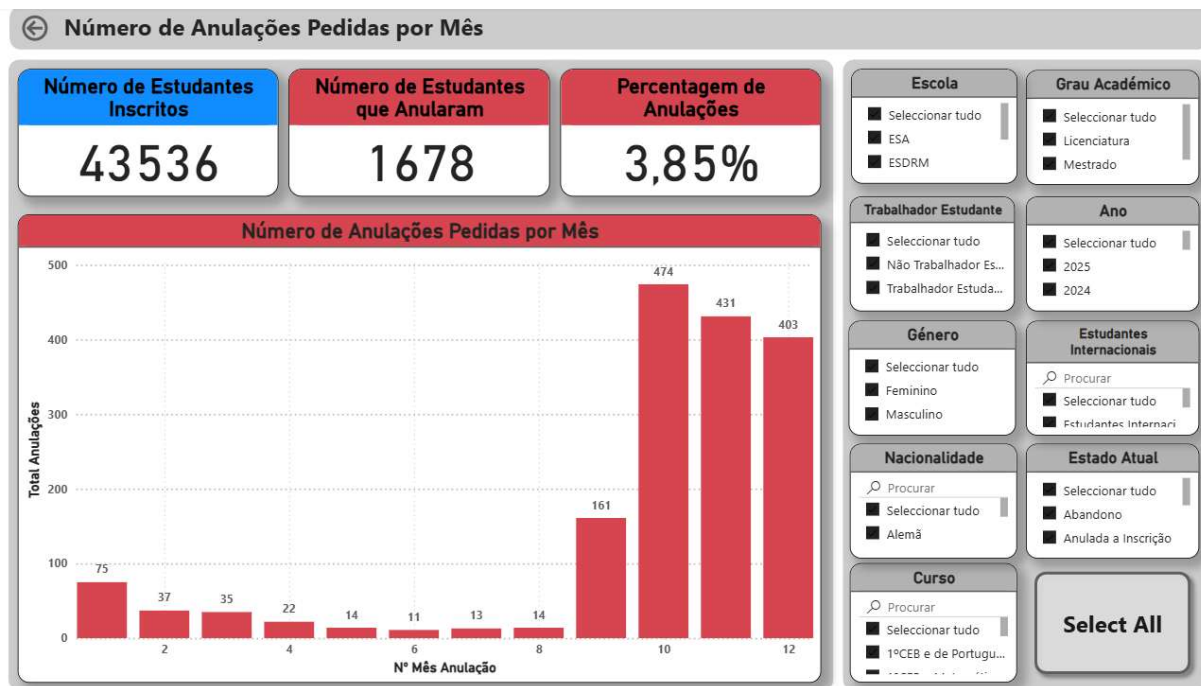 Número de Anulações Pedidas por Mês
Número de Estudantes
Inscritos
43536
Número de Estudantes
que Anularam
1678
Percentagem de
Anulações
3,85%
Número de Anulações Pedidas por Mês
Total Anulações
500
400
300
200
100
0
75
37
35
22
14
11
13
14
161
474
431
403
2
4
6
8
10
12
Nº Mês Anulação
Escola
Seleccionar tudo
ESA
ESDRM
Grau Académico
Seleccionar tudo
Licenciatura
Mestrado
Trabalhador Estudante
Seleccionar tudo
Não Trabalhador Es...
Trabalhador Estuda...
Ano
Seleccionar tudo
2025
2024
Género
Seleccionar tudo
Feminino
Masculino
Estudantes
Internacionais
Procurar
Seleccionar tudo
Estudantes Internaci
Nacionalidade
Procurar
Seleccionar tudo
Alemã
Estado Atual
Seleccionar tudo
Abandono
Anulada a Inscrição
Curso
Procurar
Seleccionar tudo
1ºCEB e de Portugu...
Select All